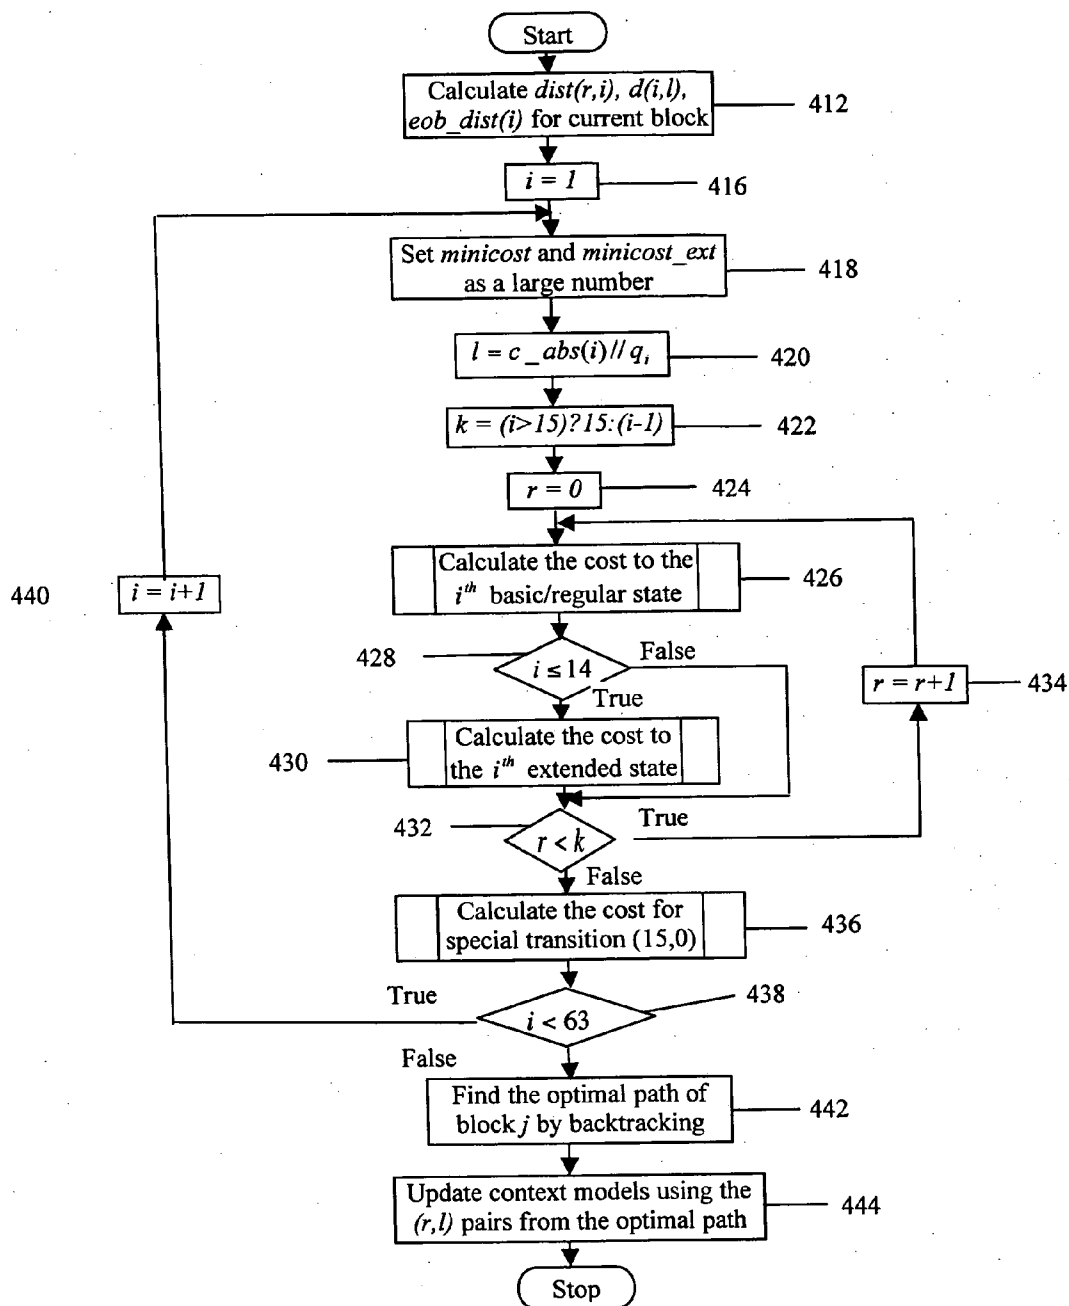 Start
Calculate dist(r,i), d(i,l),
eob_dist(i) for current block
412
i = 1
416
Set minicost and minicost_ext
as a large number
418
l = c_abs(i)//qᵢ
420
k = (i>15)?15:(i-1)
422
r = 0
424
Calculate the cost to the
iᵗʰ basic/regular state
426
440
i = i+1
428
i ≤ 14
False
True
r = r+1
434
430
Calculate the cost to
the iᵗʰ extended state
432
r < k
True
False
Calculate the cost for
special transition (15,0)
436
True
i < 63
438
False
Find the optimal path of
block j by backtracking
442
Update context models using the
(r,l) pairs from the optimal path
444
Stop